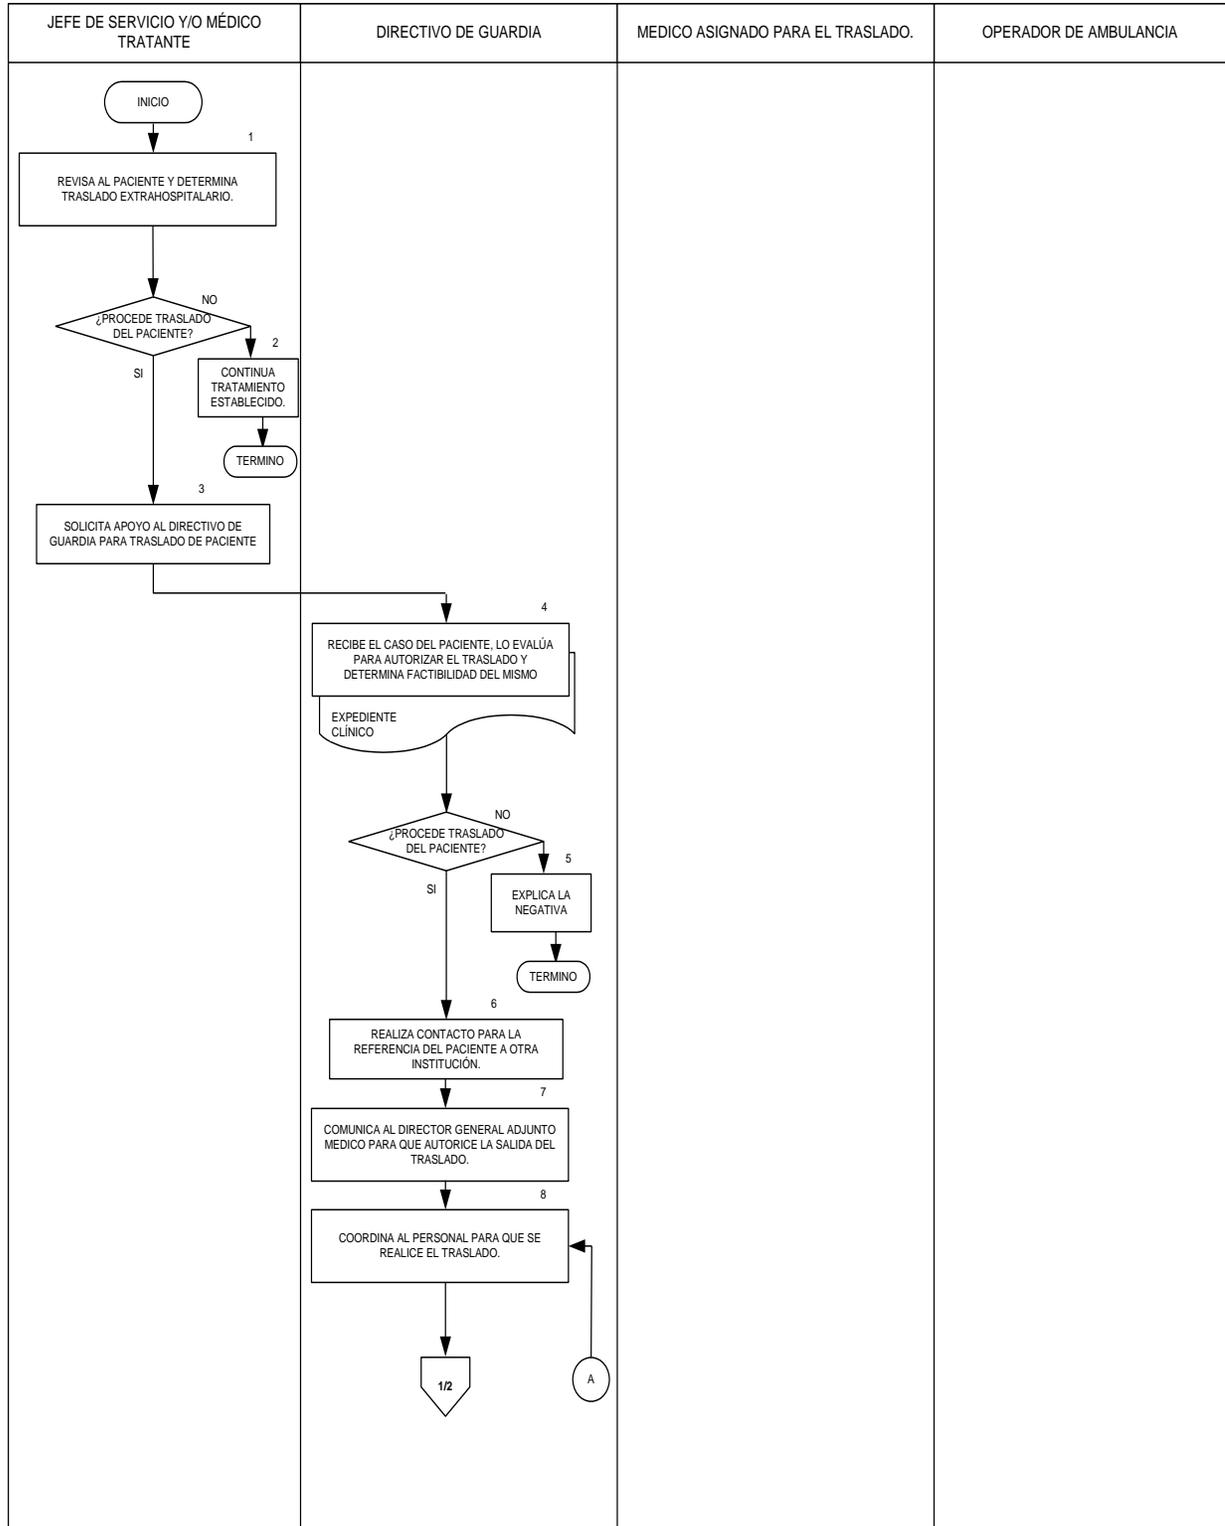 JEFE DE SERVICIO Y/O MÉDICO
TRATANTE
DIRECTIVO DE GUARDIA
MEDICO ASIGNADO PARA EL TRASLADO.
OPERADOR DE AMBULANCIA
INICIO
1
REVISA AL PACIENTE Y DETERMINA
TRASLADO EXTRAHOSPITALARIO.
NO
¿PROCEDE TRASLADO
DEL PACIENTE?
2
SI
CONTINUA
TRATAMIENTO
ESTABLECIDO.
TERMINO
3
SOLICITA APOYO AL DIRECTIVO DE
GUARDIA PARA TRASLADO DE PACIENTE
4
RECIBE EL CASO DEL PACIENTE, LO EVALÚA
PARA AUTORIZAR EL TRASLADO Y
DETERMINA FACTIBILIDAD DEL MISMO
EXPEDIENTE
CLÍNICO
NO
¿PROCEDE TRASLADO
DEL PACIENTE?
5
SI
EXPLICA LA
NEGATIVA
TERMINO
6
REALIZA CONTACTO PARA LA
REFERENCIA DEL PACIENTE A OTRA
INSTITUCIÓN.
7
COMUNICA AL DIRECTOR GENERAL ADJUNTO
MEDICO PARA QUE AUTORICE LA SALIDA DEL
TRASLADO.
8
COORDINA AL PERSONAL PARA QUE SE
REALICE EL TRASLADO.
1/2
A